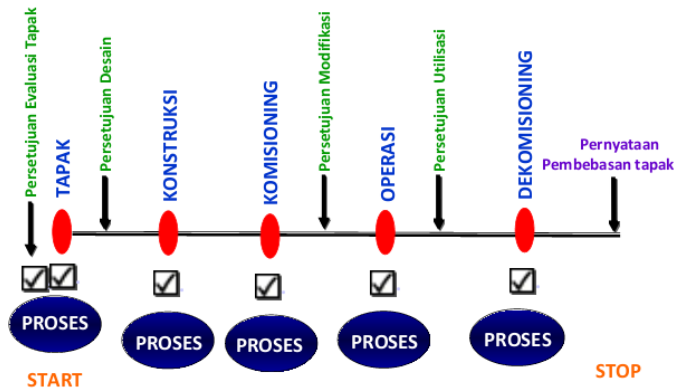 Persetujuan Evaluasi Tapak
TAPAK
Persetujuan Desain
KONSTRUKSI
KOMISIONING
Persetujuan Modifikasi
OPERASI
Persetujuan Utilisasi
DEKOMISIONING
Pernyataan
Pembebasan tapak
PROSES
PROSES
PROSES
PROSES
PROSES
START
STOP